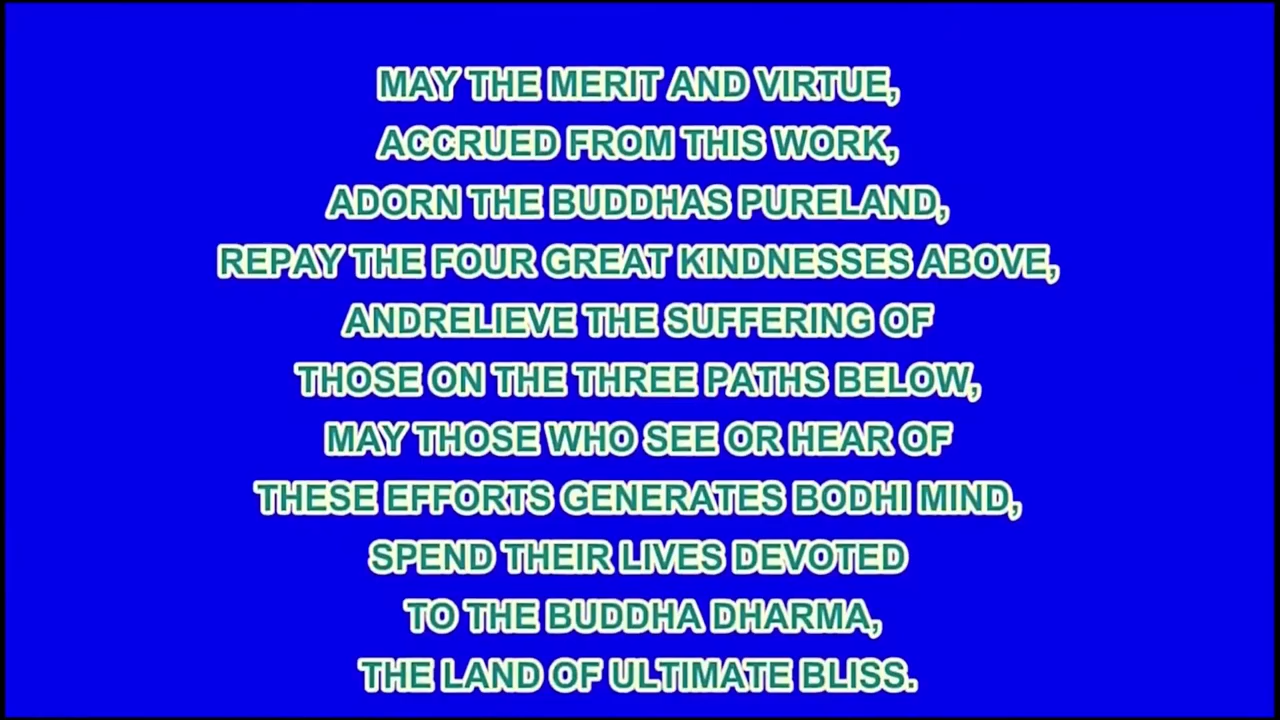 MAY THE MERIT AND VIRTUE,
ACCRUED FROM THIS WORK,
ADORN THE BUDDHAS PURELAND,
REPAY THE FOUR GREAT KINDNESSES ABOVE,
ANDRELIEVE THE SUFFERING OF
THOSE ON THE THREE PATHS BELOW,
MAY THOSE WHO SEE OR HEAR OF
THESE EFFORTS GENERATES BODHI MIND,
SPEND THEIR LIVES DEVOTED
TO THE BUDDHA DHARMA,
THE LAND OF ULTIMATE BLISS.